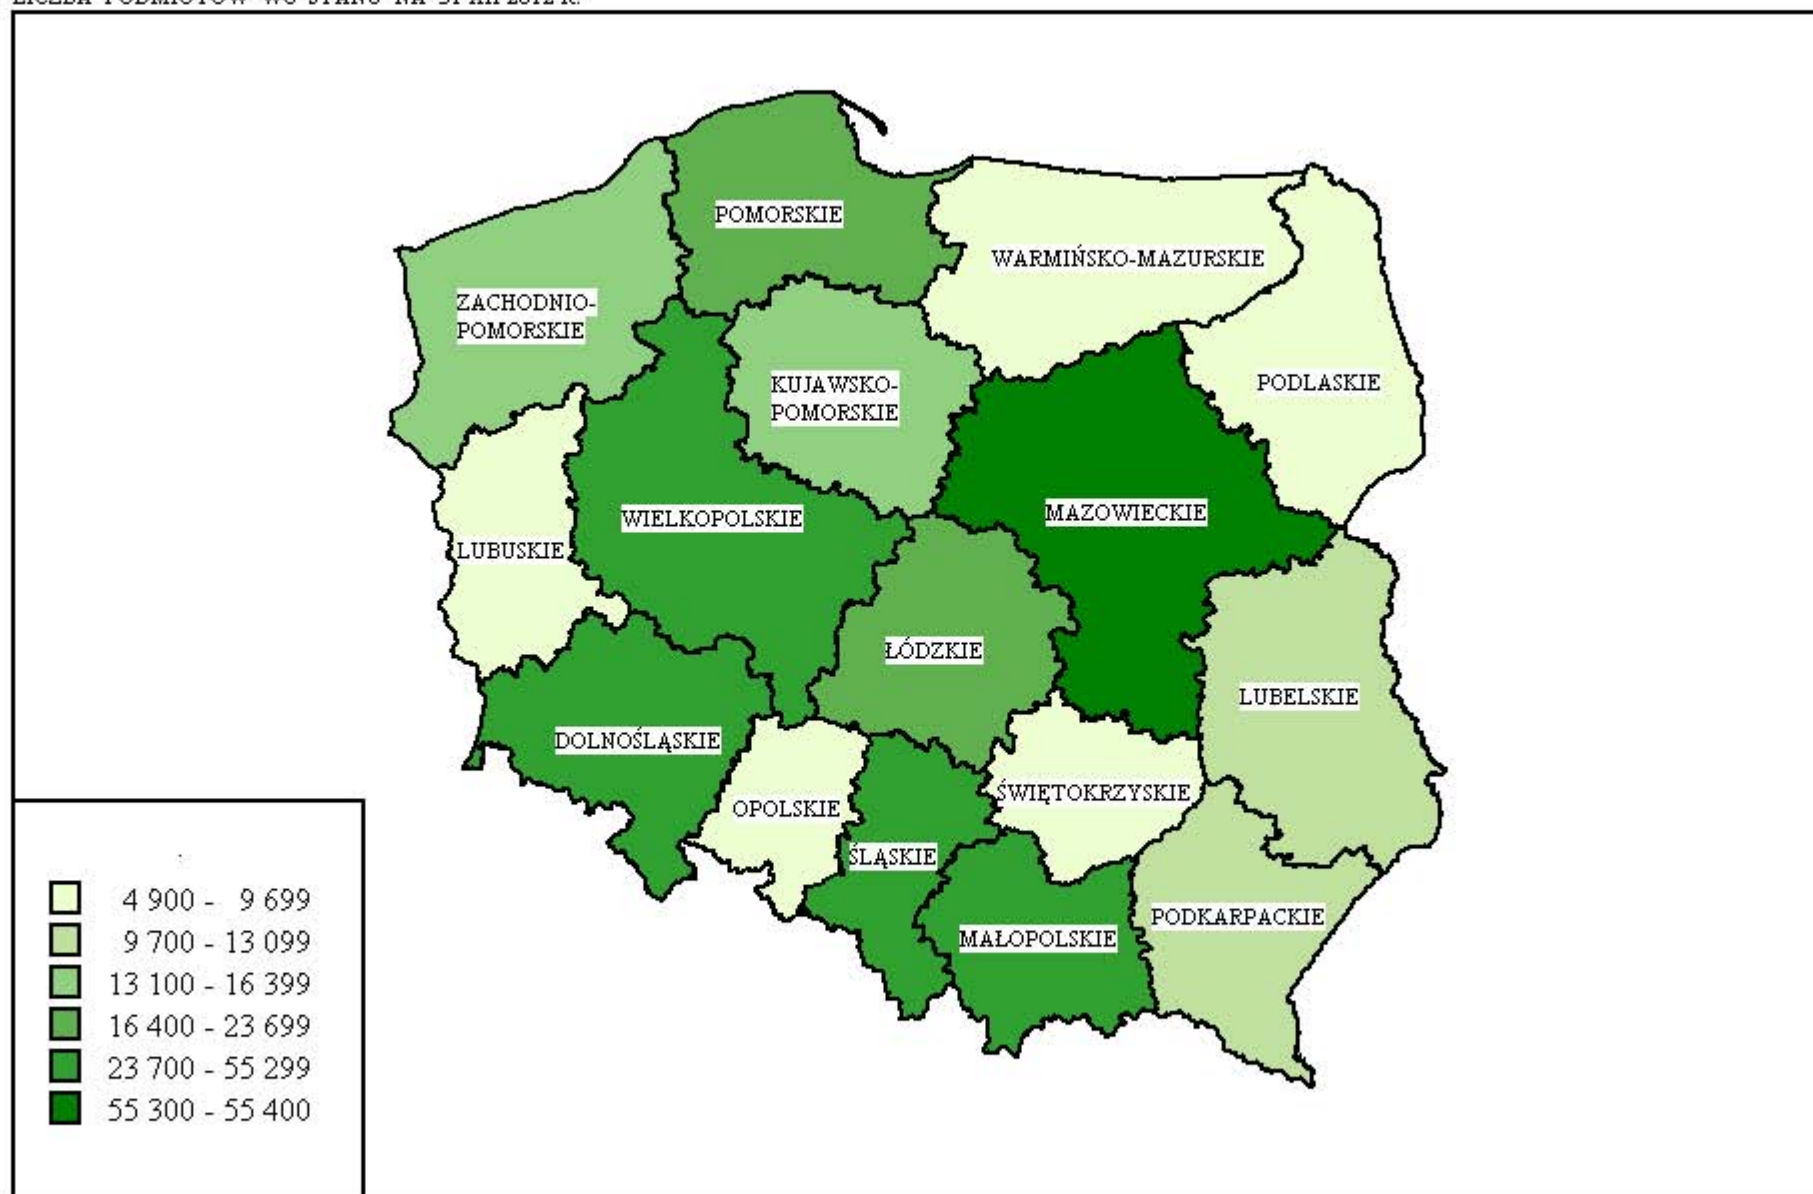 POMORSKIE
WARMIŃSKO-MAZURSKIE
ZACHODNIO-
POMORSKIE
KUJAWSKO-
POMORSKIE
PODLASKIE
WIELKOPOLSKIE
MAZOWIECKIE
LUBUSKIE
ŁÓDZKIE
LUBELSKIE
DOLNOŚLĄSKIE
OPOLSKIE
ŚWIĘTOKRZYSKIE
ŚLĄSKIE
PODKARPACKIE
MAŁOPOLSKIE
4 900 - 9 699
9 700 - 13 099
13 100 - 16 399
16 400 - 23 699
23 700 - 55 299
55 300 - 55 400